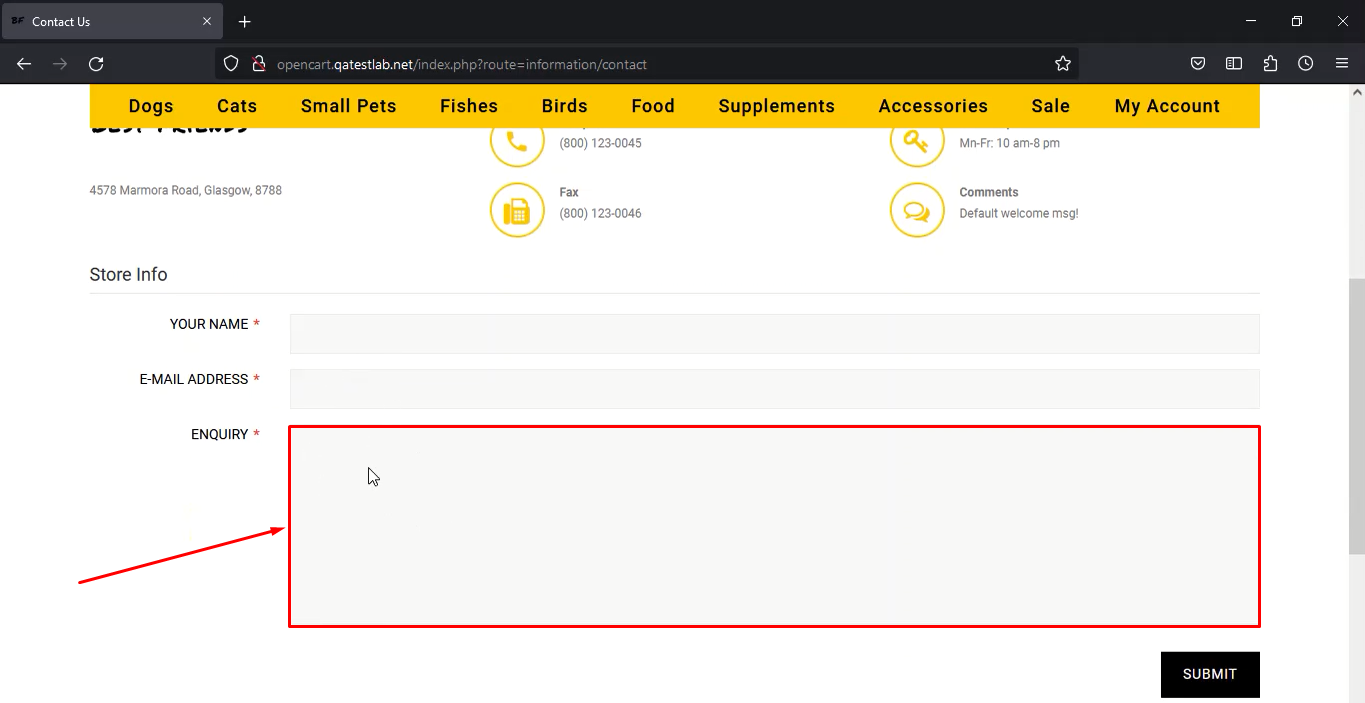 Contact Us
opencart.qatestlab.net/index.php?route=information/contact
Dogs Cats Small Pets Fishes Birds Food Supplements Accessories Sale My Account
(800) 123-0045 Mn-Fr: 10 am-8 pm
4578 Marmora Road, Glasgow, 8788
Fax Comments
(800) 123-0046 Default welcome msg!
Store Info
YOUR NAME *
E-MAIL ADDRESS *
ENQUIRY *
SUBMIT